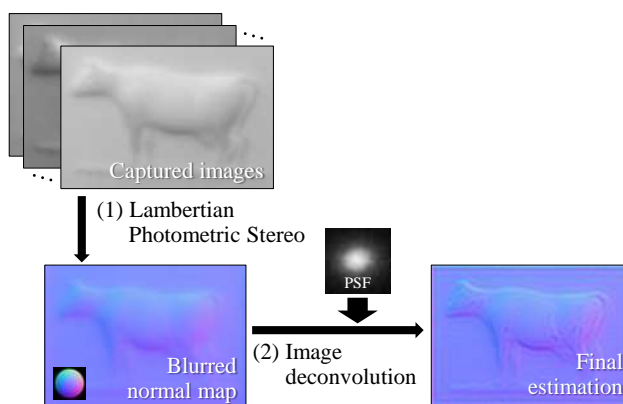 ...
Captured images
...
(1) Lambertian
Photometric Stereo
PSF
Blurred
normal map
(2) Image
deconvolution
Final
estimation